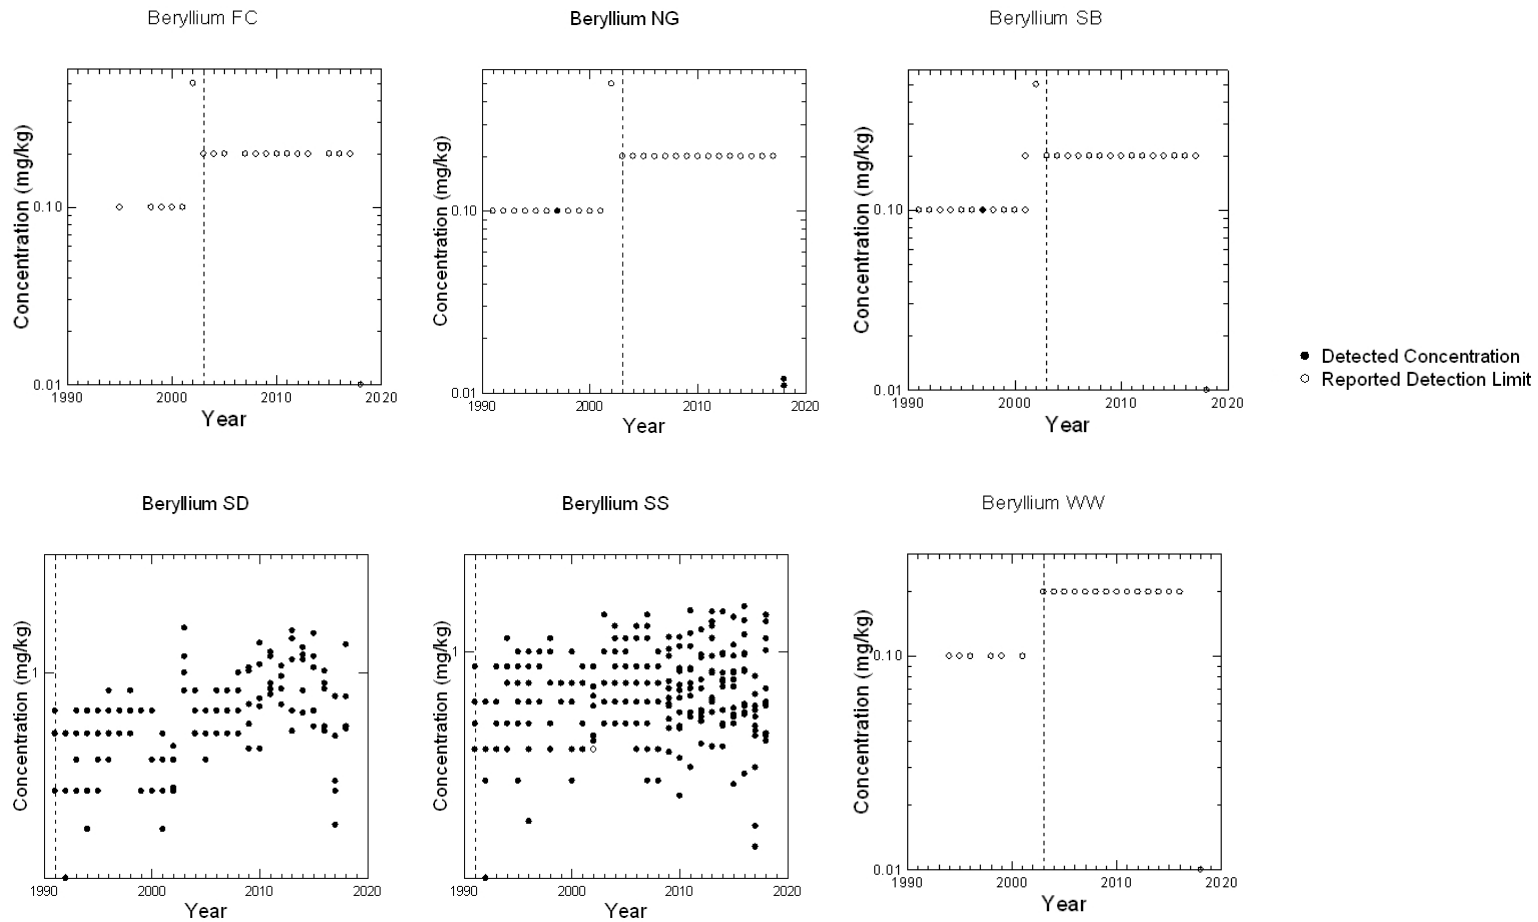 Beryllium FC
Beryllium NG
Beryllium SB
Concentration (mg/kg)
0.10
0.01
1990
2000
2010
2020
Year
Concentration (mg/kg)
0.10
0.01
1990
2000
2010
2020
Year
Concentration (mg/kg)
0.10
0.01
1990
2000
2010
2020
Year
Detected Concentration
Reported Detection Limit
Beryllium SD
Beryllium SS
Beryllium WW
Concentration (mg/kg)
1
1990
2000
2010
2020
Year
Concentration (mg/kg)
1
1990
2000
2010
2020
Year
Concentration (mg/kg)
0.10
0.01
1990
2000
2010
2020
Year